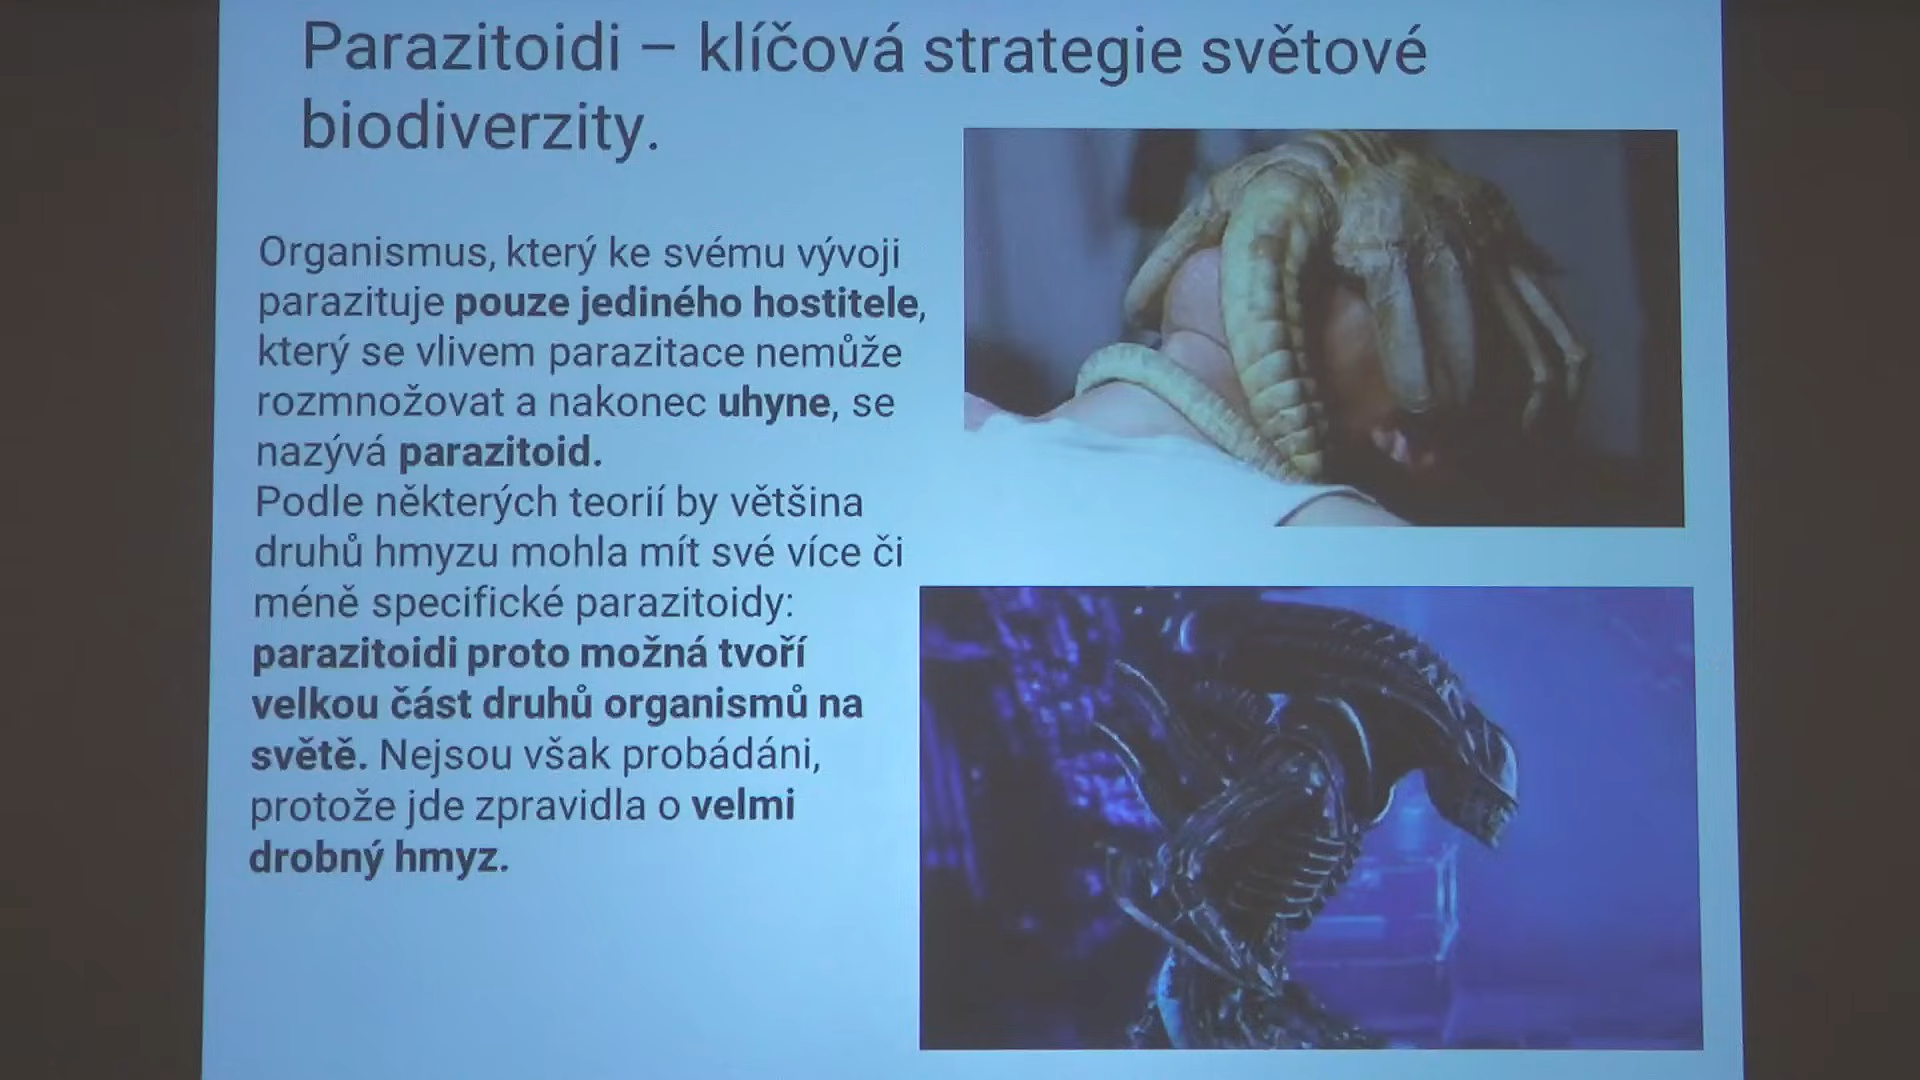 Parazitoidi – klíčová strategie světové
biodiverzity.
Organismus, který ke svému vývoji
parazituje pouze jediného hostitele,
který se vlivem parazitace nemůže
rozmnožovat a nakonec uhyne, se
nazývá parazitoid.
Podle některých teorií by většina
druhů hmyzu mohla mít své více či
méně specifické parazitoidy:
parazitoidi proto možná tvoří
velkou část druhů organismů na
světě. Nejsou však probádáni,
protože jde zpravidla o velmi
drobný hmyz.